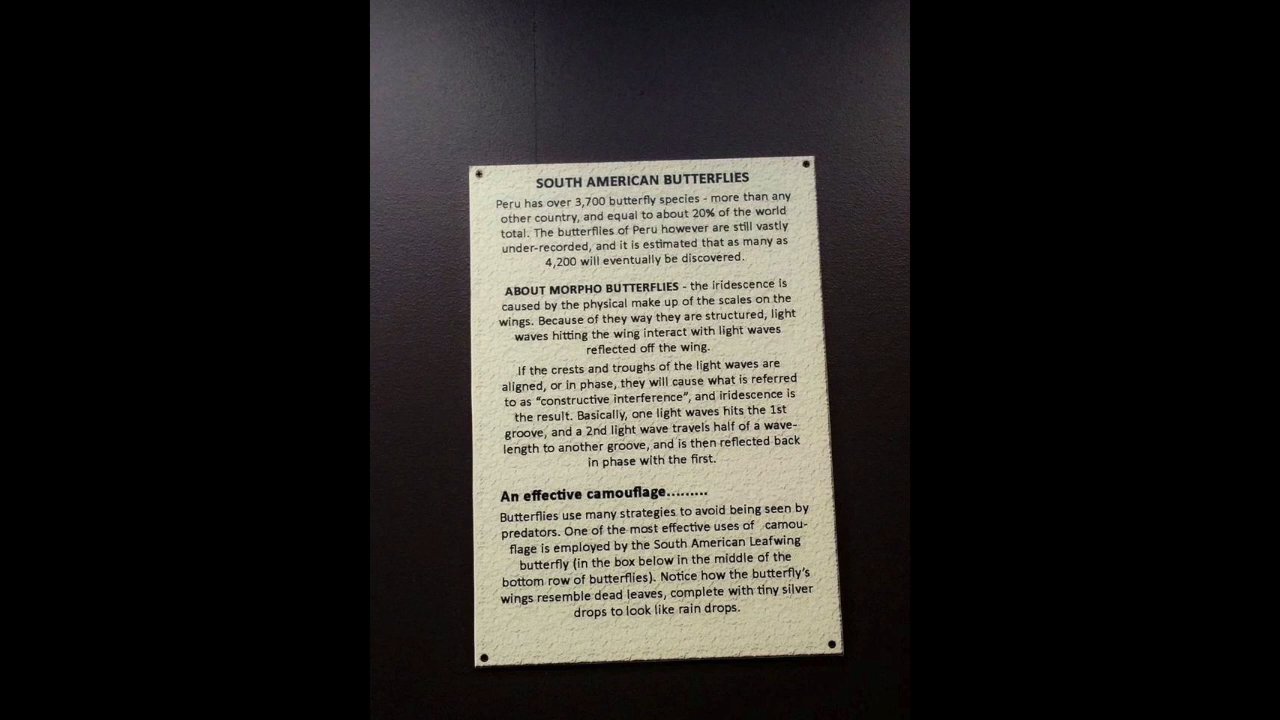 SOUTH AMERICAN BUTTERFLIES
Peru has over 3,700 butterfly species - more than any
other country, and equal to about 20% of the world
total. The butterflies of Peru however are still vastly
under-recorded, and it is estimated that as many as
4,200 will eventually be discovered.
ABOUT MORPHO BUTTERFLIES - the iridescence is
caused by the physical make up of the scales on the
wings. Because of they way they are structured, light
waves hitting the wing interact with light waves
reflected off the wing.
If the crests and troughs of the light waves are
aligned, or in phase, they will cause what is referred
to as “constructive interference”, and iridescence is
the result. Basically, one light waves hits the 1st
groove, and a 2nd light wave travels half of a wave-
length to another groove, and is then reflected back
in phase with the first.
An effective camouflage.........
Butterflies use many strategies to avoid being seen by
predators. One of the most effective uses of camou-
flage is employed by the South American Leafwing
butterfly (in the box below in the middle of the
bottom row of butterflies). Notice how the butterfly’s
wings resemble dead leaves, complete with tiny silver
drops to look like rain drops.